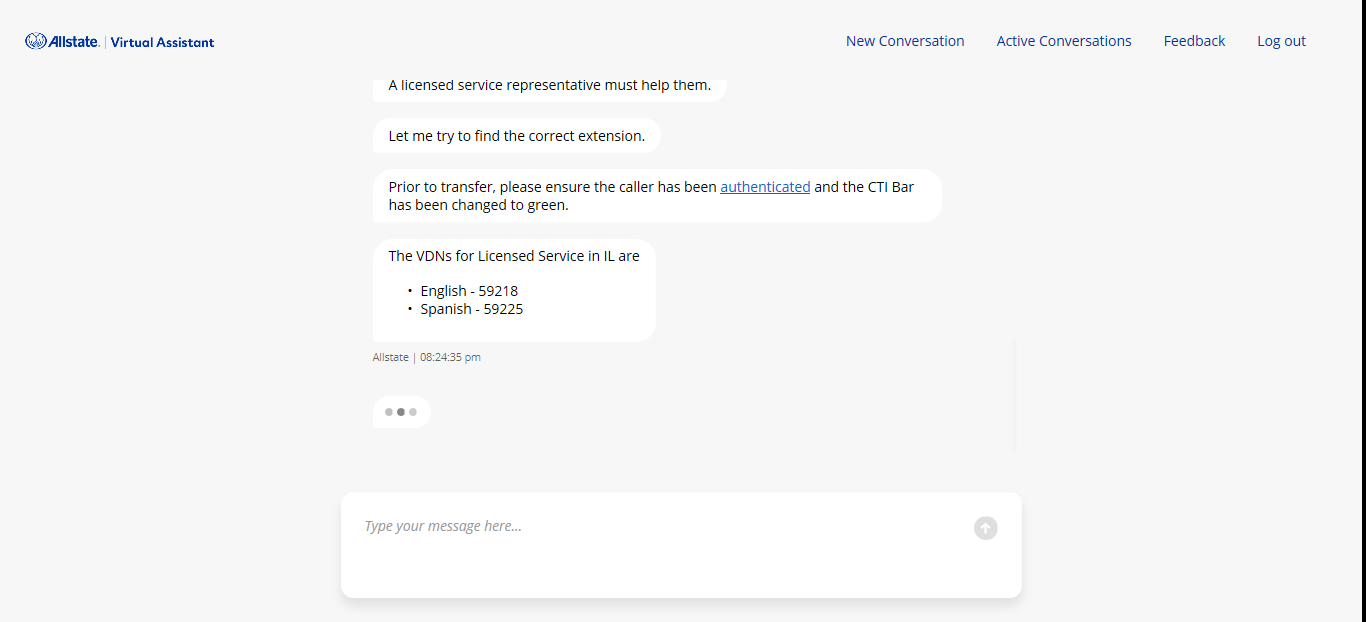 Allstate. | Virtual Assistant
New Conversation Active Conversations Feedback Log out
A licensed service representative must help them.
Let me try to find the correct extension.
Prior to transfer, please ensure the caller has been authenticated and the CTI Bar
has been changed to green.
The VDNs for Licensed Service in IL are
• English - 59218
• Spanish - 59225
Allstate | 08:24:35 pm
Type your message here...